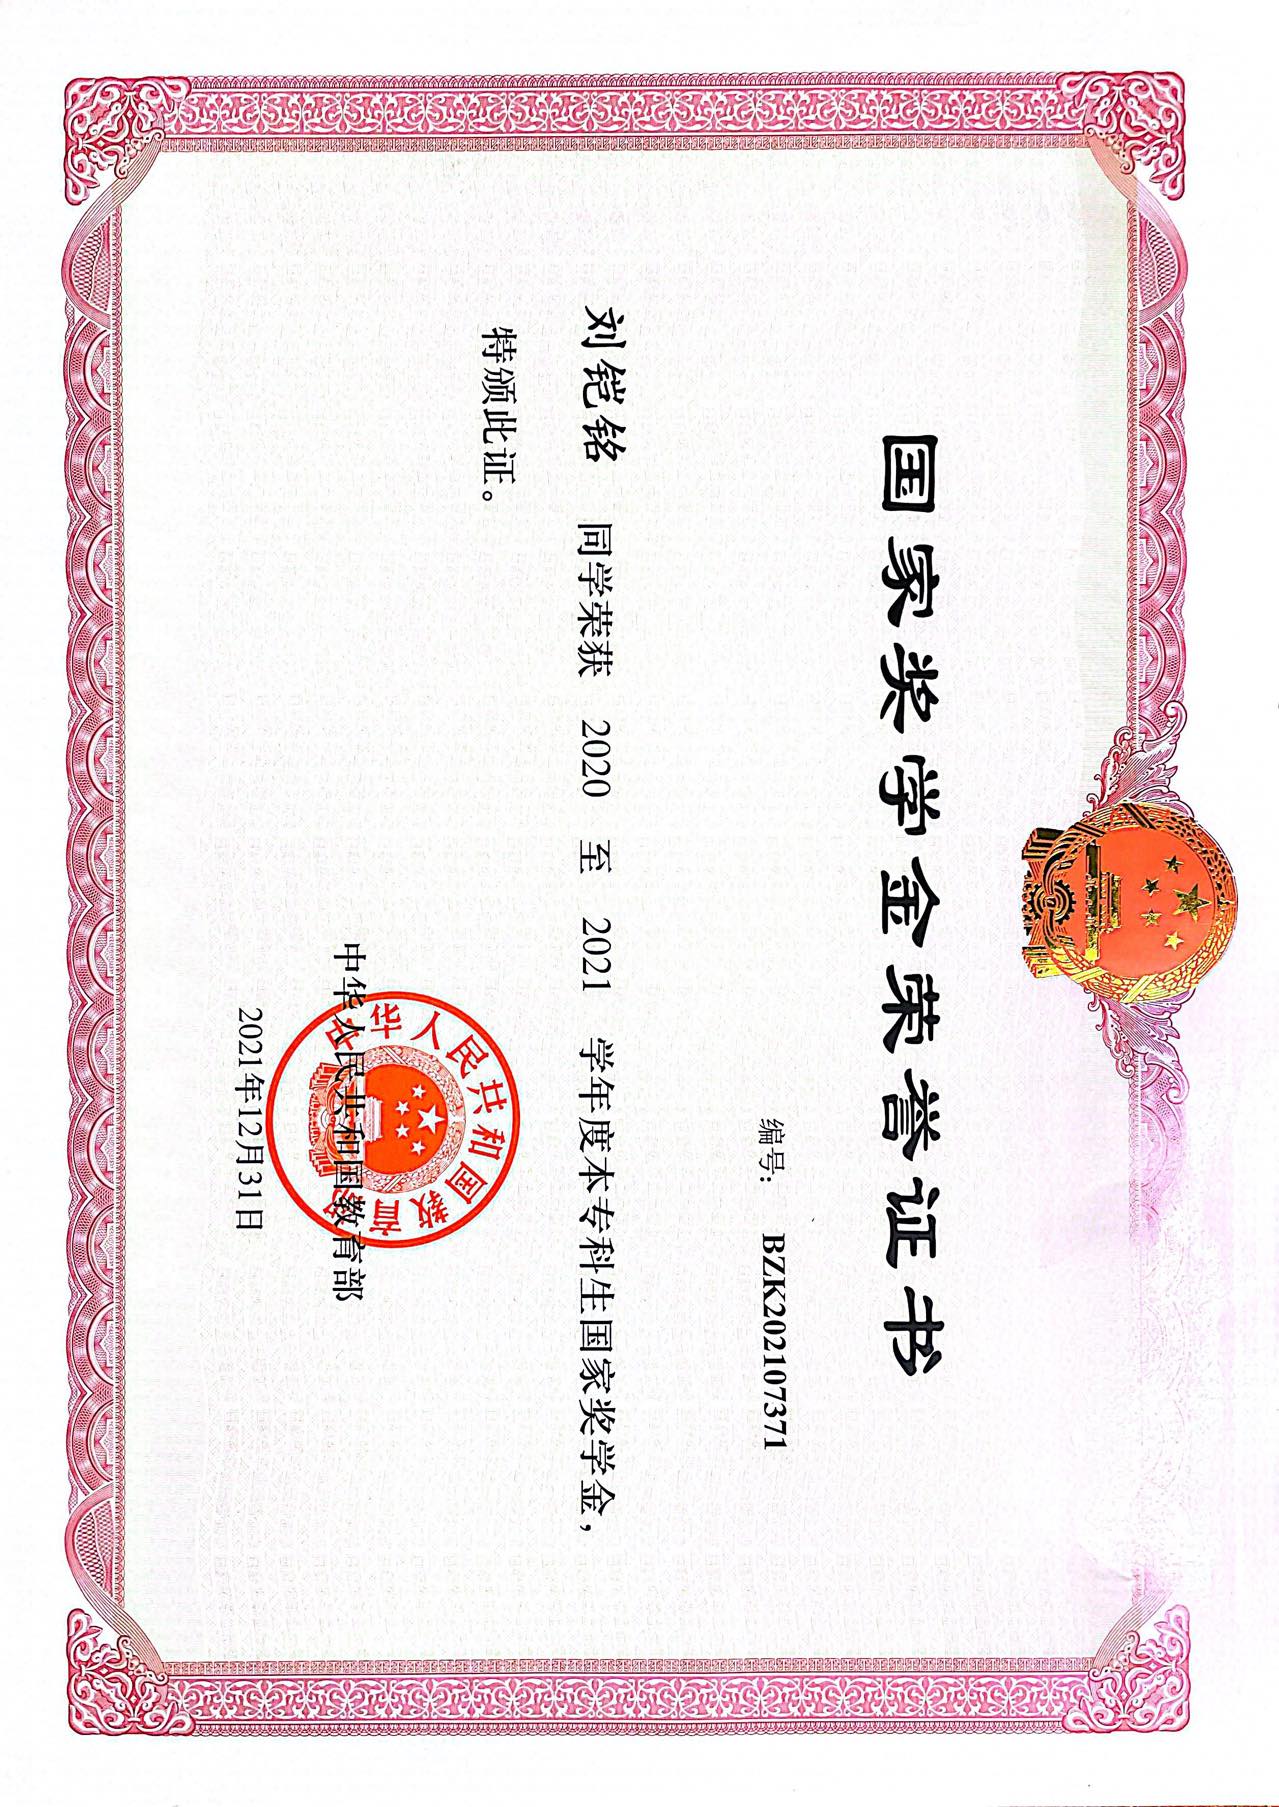 国家奖学金荣誉证书
编号： BZK202107371
刘铠铭 同学荣获 2020 至 2021 学年度本专科生国家奖学金，
特颁此证。
中华人民共和国教育部
中华人民共和国教育部
2021年12月31日